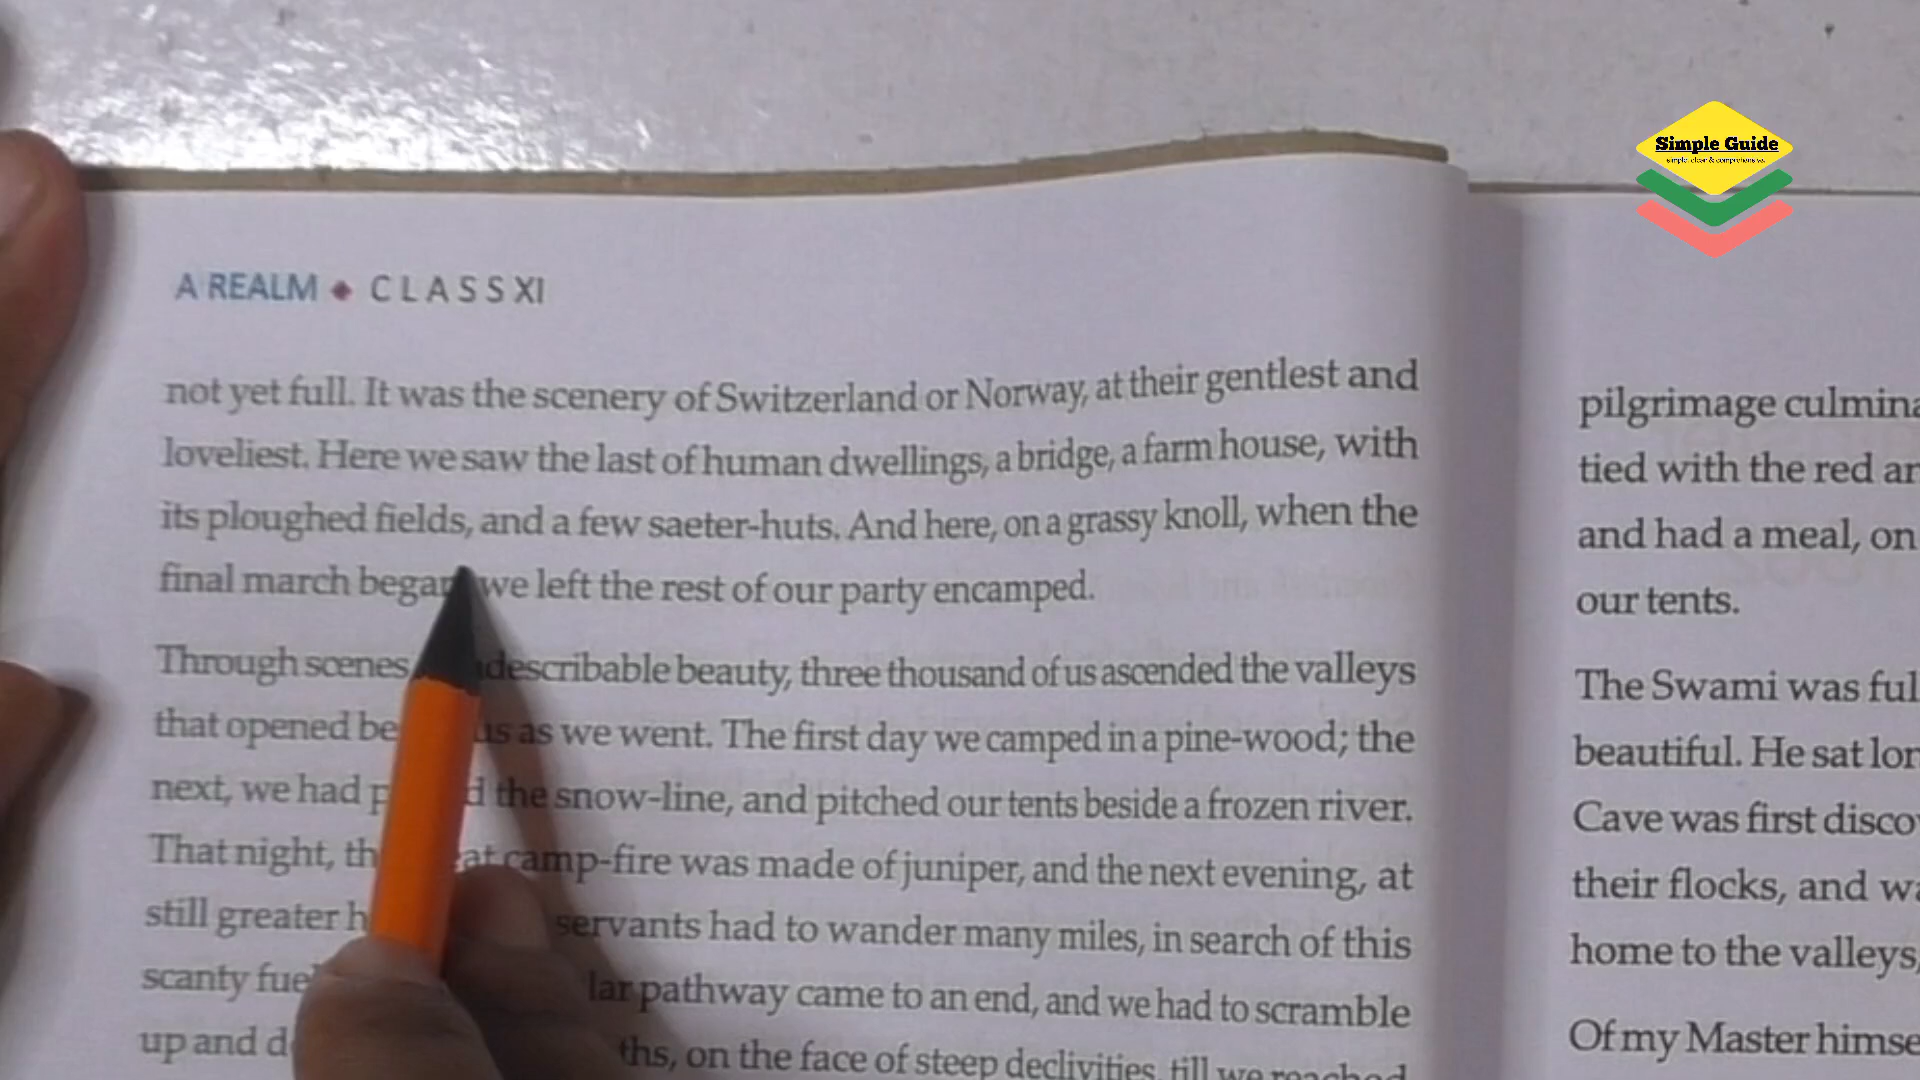 Simple Guide
simple, clear & comprehensive.
A REALM ◆ CLASS XI
not yet full. It was the scenery of Switzerland or Norway, at their gentlest and
loveliest. Here we saw the last of human dwellings, a bridge, a farm house, with
its ploughed fields, and a few saeter-huts. And here, on a grassy knoll, when the
final march began we left the rest of our party encamped.
Through scenes describable beauty, three thousand of us ascended the valleys
that opened be us as we went. The first day we camped in a pine-wood; the
next, we had the snow-line, and pitched our tents beside a frozen river.
That night, camp-fire was made of juniper, and the next evening, at
still greater servants had to wander many miles, in search of this
scanty pathway came to an end, and we had to scramble
up and on the face of steep declivities, till we reached
pilgrimage culmina
tied with the red
and had a meal, on
our tents.
The Swami was ful
beautiful. He sat lon
Cave was first disco
their flocks, and
home to the valleys,
Of my Master himse